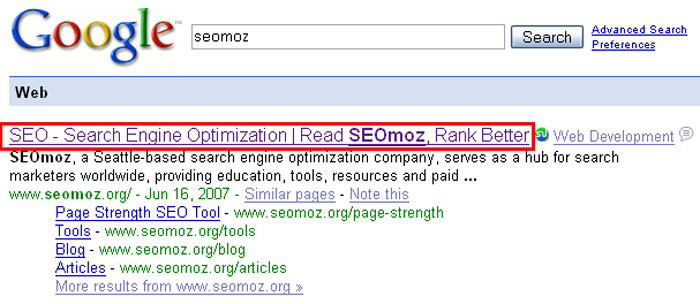 Google™ seomoz Search Advanced Search
Preferences
Web
SEO - Search Engine Optimization | Read SEOmoz, Rank Better Web Development
SEOmoz, a Seattle-based search engine optimization company, serves as a hub for search
marketers worldwide, providing education, tools, resources and paid ...
www.seomoz.org/ - Jun 16, 2007 - Similar pages - Note this
Page Strength SEO Tool - www.seomoz.org/page-strength
Tools - www.seomoz.org/tools
Blog - www.seomoz.org/blog
Articles - www.seomoz.org/articles
More results from www.seomoz.org »